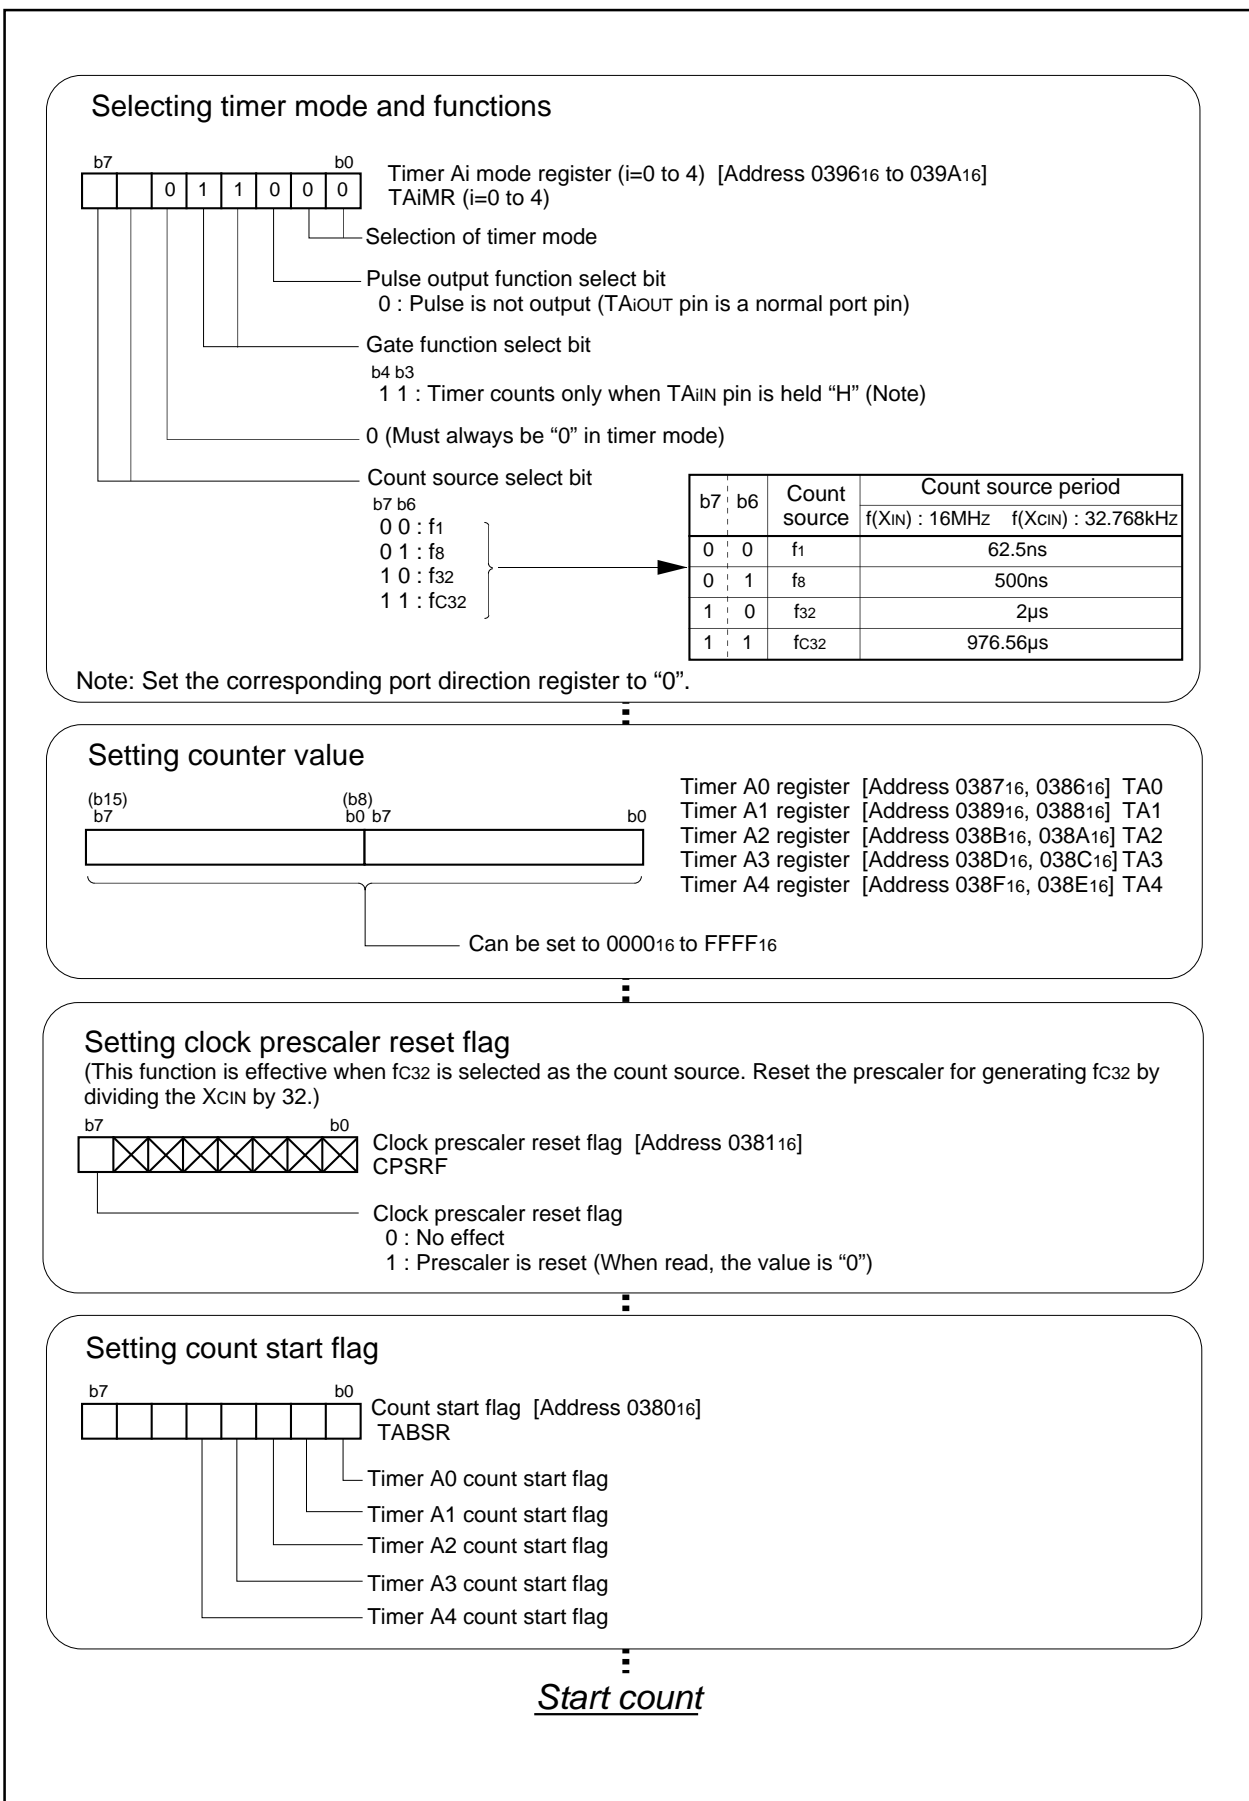 Selecting timer mode and functions
b7 b0
0 1 1 0 0 0
Timer Ai mode register (i=0 to 4) [Address 039616 to 039A16]
TAiMR (i=0 to 4)
Selection of timer mode
Pulse output function select bit
0 : Pulse is not output (TAiOUT pin is a normal port pin)
Gate function select bit
b4 b3
1 1 : Timer counts only when TAiIN pin is held “H” (Note)
0 (Must always be “0” in timer mode)
Count source select bit
b7 b6
0 0 : f1
0 1 : f8
1 0 : f32
1 1 : fC32
b7 b6 Count source Count source period
f(XIN) : 16MHz f(XCIN) : 32.768kHz
0 0 f1 62.5ns
0 1 f8 500ns
1 0 f32 2µs
1 1 fC32 976.56µs
Note: Set the corresponding port direction register to “0”.
Setting counter value
(b15) (b8)
b7 b0 b7 b0
Timer A0 register [Address 038716, 038616] TA0
Timer A1 register [Address 038916, 038816] TA1
Timer A2 register [Address 038B16, 038A16] TA2
Timer A3 register [Address 038D16, 038C16] TA3
Timer A4 register [Address 038F16, 038E16] TA4
Can be set to 000016 to FFFF16
Setting clock prescaler reset flag
(This function is effective when fC32 is selected as the count source. Reset the prescaler for generating fC32 by
dividing the XCIN by 32.)
b7 b0
Clock prescaler reset flag [Address 038116]
CPSRF
Clock prescaler reset flag
0 : No effect
1 : Prescaler is reset (When read, the value is “0”)
Setting count start flag
b7 b0
Count start flag [Address 038016]
TABSR
Timer A0 count start flag
Timer A1 count start flag
Timer A2 count start flag
Timer A3 count start flag
Timer A4 count start flag
Start count